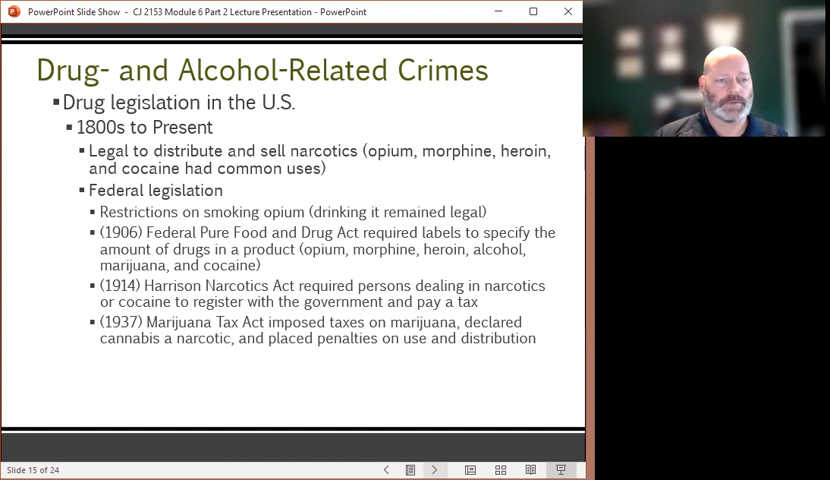 PowerPoint Slide Show - CJ 2153 Module 6 Part 2 Lecture Presentation - PowerPoint
Drug- and Alcohol-Related Crimes
▪Drug legislation in the U.S.
▪ 1800s to Present
▪ Legal to distribute and sell narcotics (opium, morphine, heroin,
and cocaine had common uses)
▪ Federal legislation
▪ Restrictions on smoking opium (drinking it remained legal)
▪ (1906) Federal Pure Food and Drug Act required labels to specify the
amount of drugs in a product (opium, morphine, heroin, alcohol,
marijuana, and cocaine)
▪ (1914) Harrison Narcotics Act required persons dealing in narcotics
or cocaine to register with the government and pay a tax
▪ (1937) Marijuana Tax Act imposed taxes on marijuana, declared
cannabis a narcotic, and placed penalties on use and distribution
Slide 15 of 24